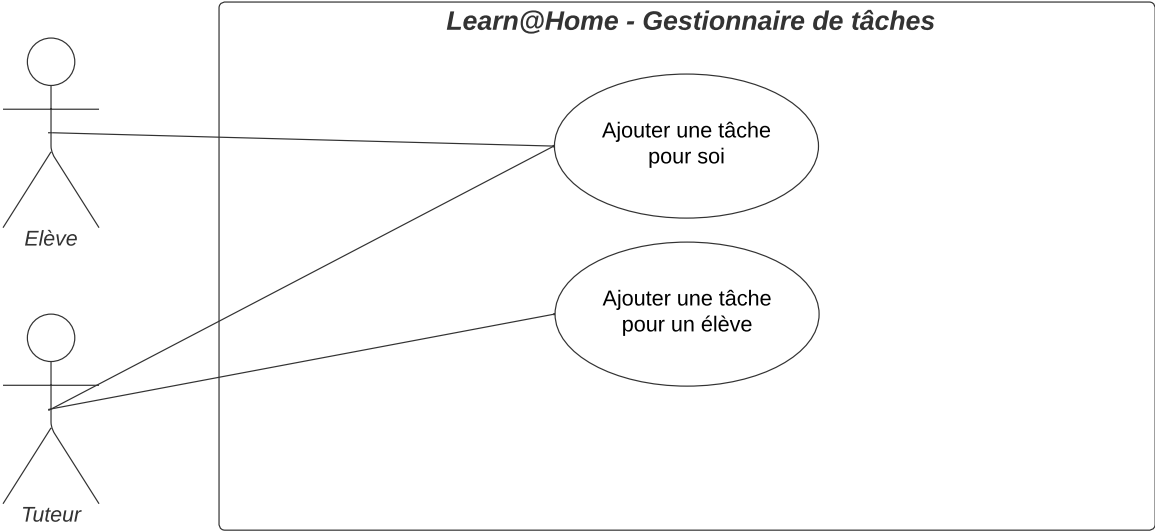 Learn@Home - Gestionnaire de tâches
Ajouter une tâche
pour soi
Elève
Ajouter une tâche
pour un élève
Tuteur